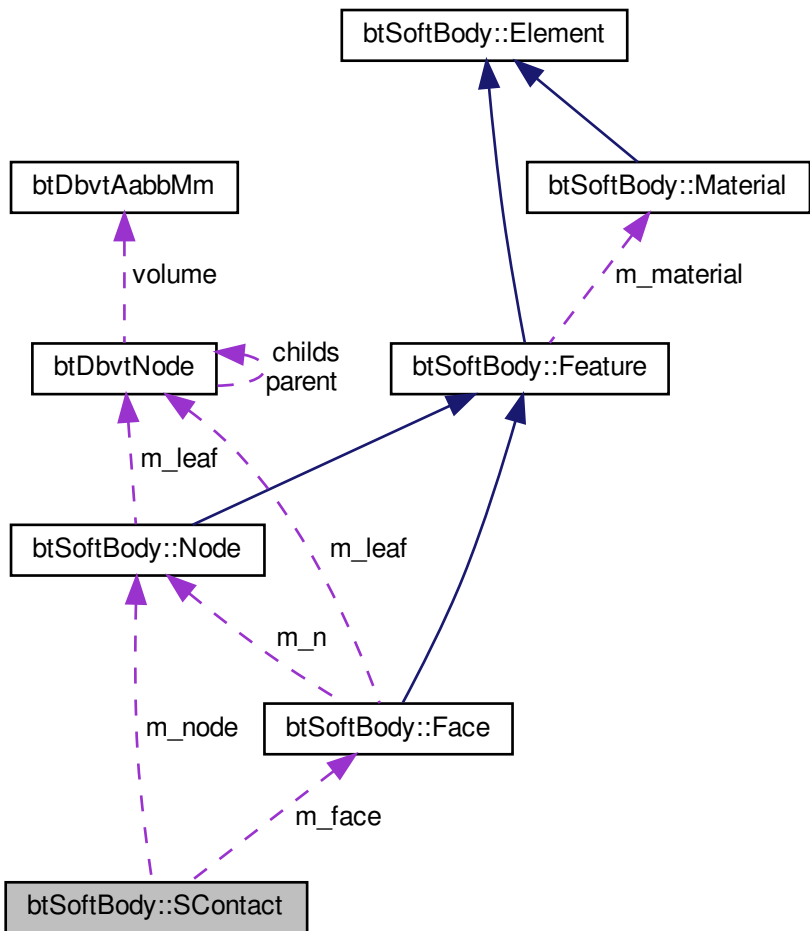 btSoftBody::Element
btDbvtAabbMm
btSoftBody::Material
volume
m_material
btDbvtNode
childs
parent
btSoftBody::Feature
m_leaf
btSoftBody::Node
m_leaf
m_n
m_node
btSoftBody::Face
m_face
btSoftBody::SContact